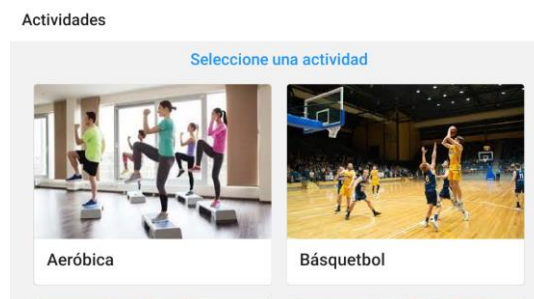 Actividades
Seleccione una actividad
Aeróbica
Básquetbol